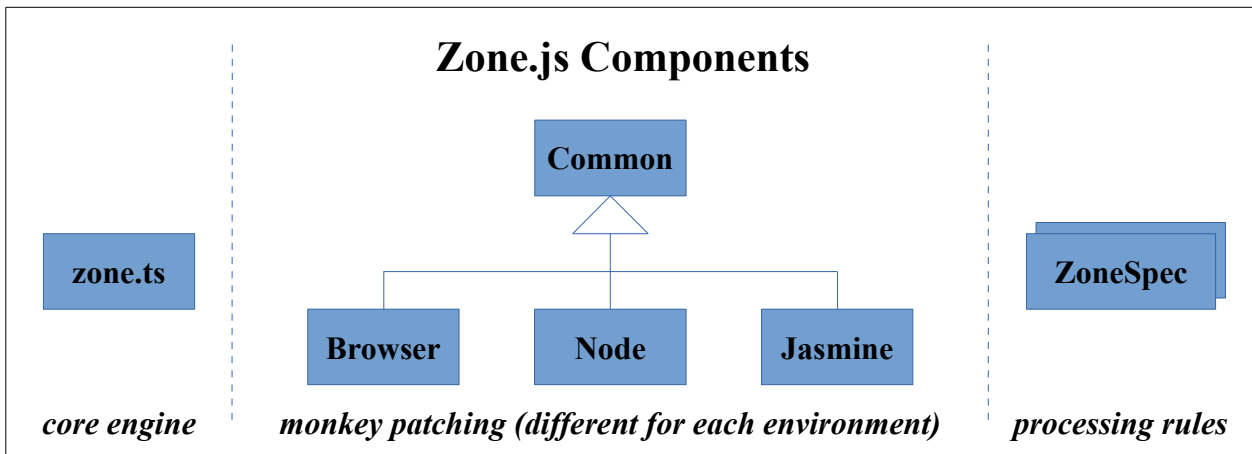 Zone.js Components
Common
zone.ts
ZoneSpec
Browser
Node
Jasmine
core engine
monkey patching (different for each environment)
processing rules